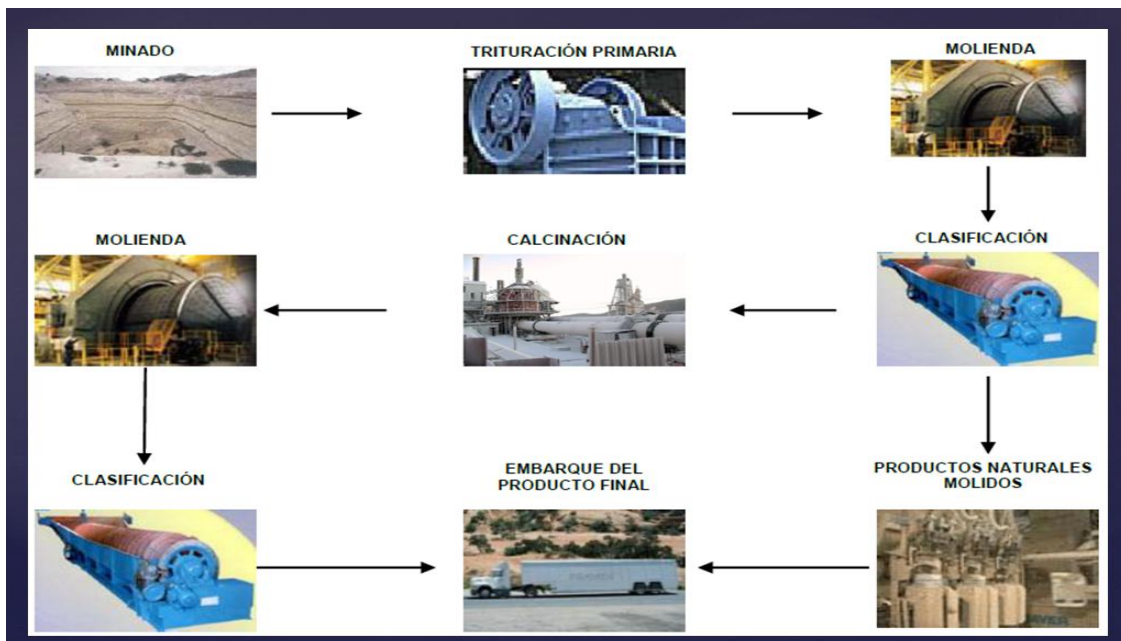 MINADO
TRITURACIÓN PRIMARIA
MOLIENDA
MOLIENDA
CALCINACIÓN
CLASIFICACIÓN
CLASIFICACIÓN
EMBARQUE DEL
PRODUCTO FINAL
PRODUCTOS NATURALES
MOLIDOS